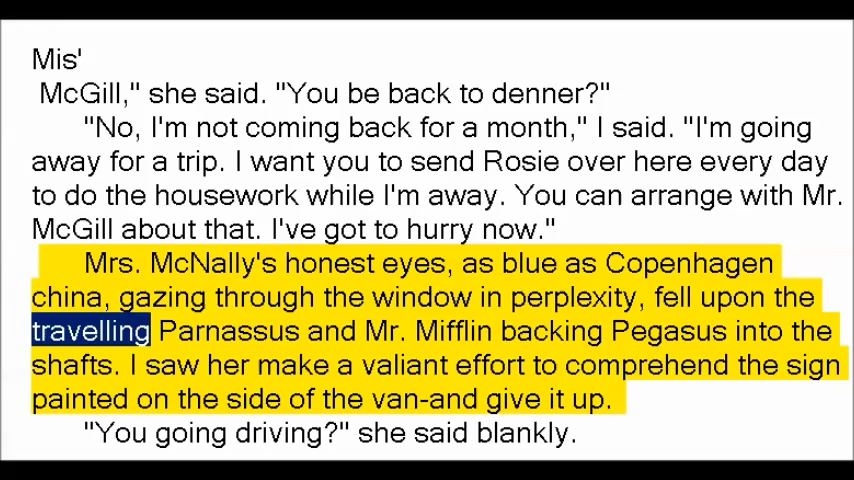 Mis'
McGill," she said. "You be back to denner?"
"No, I'm not coming back for a month," I said. "I'm going
away for a trip. I want you to send Rosie over here every day
to do the housework while I'm away. You can arrange with Mr.
McGill about that. I've got to hurry now."
Mrs. McNally's honest eyes, as blue as Copenhagen
china, gazing through the window in perplexity, fell upon the
travelling Parnassus and Mr. Mifflin backing Pegasus into the
shafts. I saw her make a valiant effort to comprehend the sign
painted on the side of the van-and give it up.
"You going driving?" she said blankly.